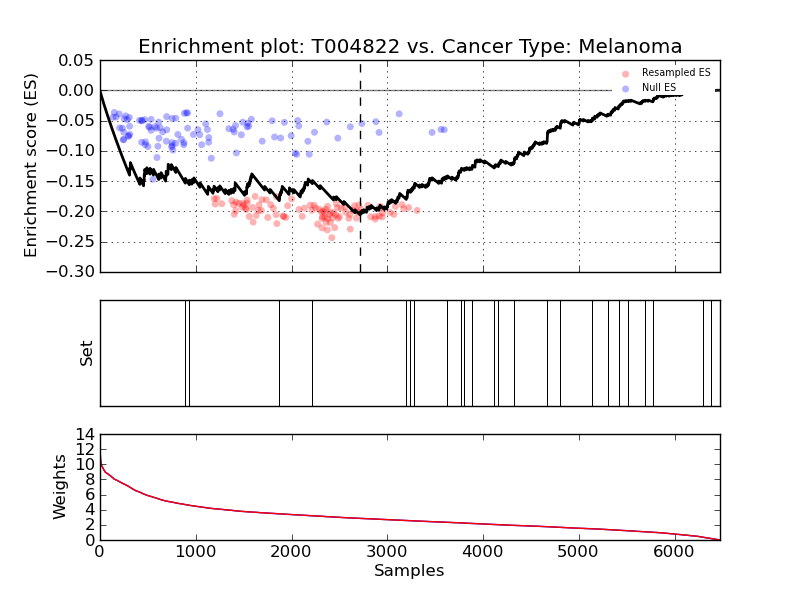 Enrichment plot: T004822 vs. Cancer Type: Melanoma
Enrichment score (ES)
0.05
0.00
−0.05
−0.10
−0.15
−0.20
−0.25
−0.30
Resampled ES
Null ES
Set
Weights
14
12
10
8
6
4
2
0
0 1000 2000 3000 4000 5000 6000
Samples